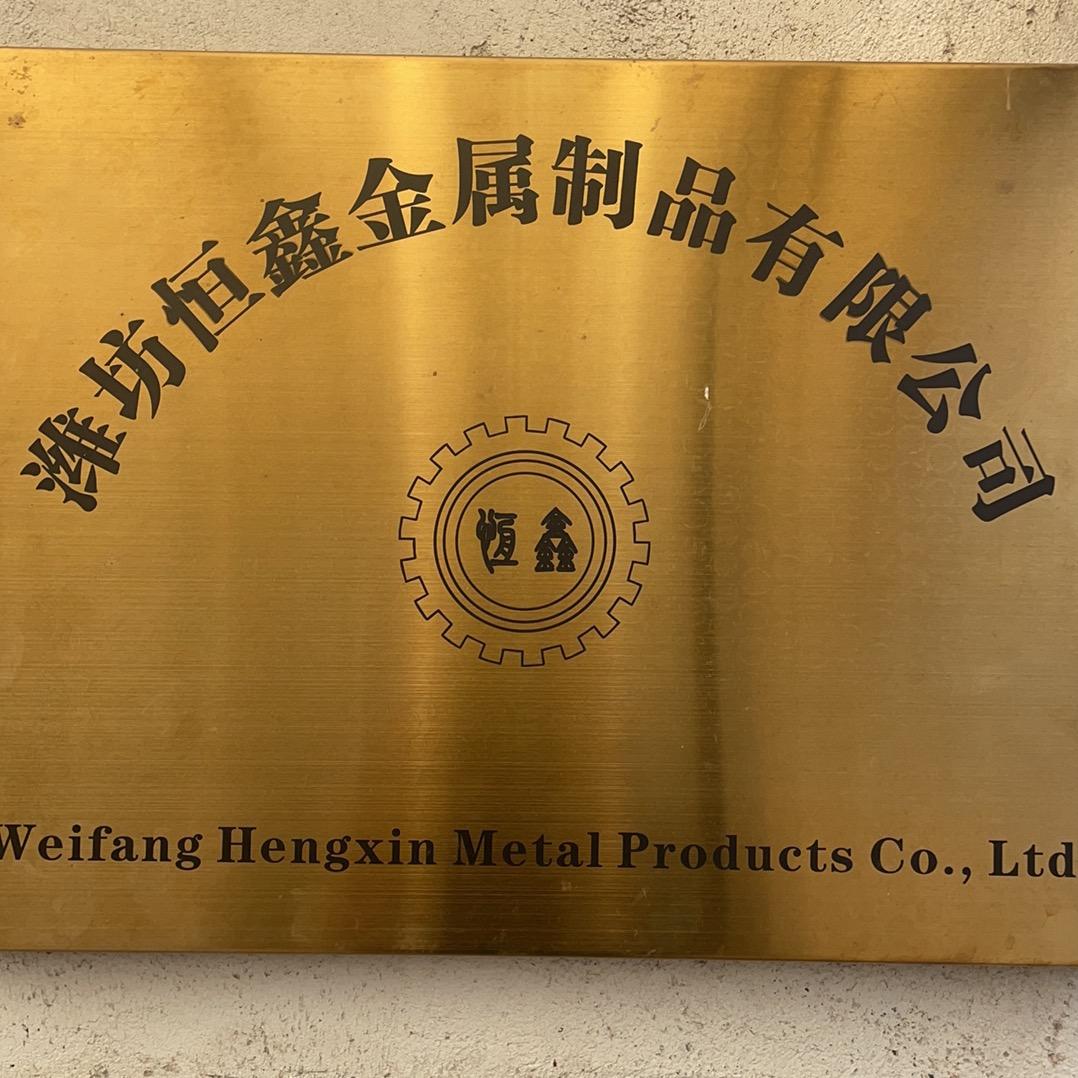 潍坊恒鑫金属制品有限公司
恒鑫
Weifang Hengxin Metal Products Co., Ltd